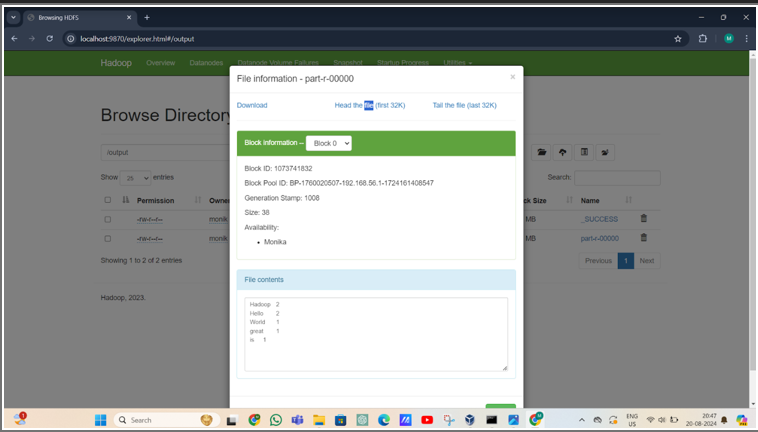 Browsing HDFS
localhost:9870/explorer.html#/output
Hadoop Overview Datanodes Datanode Volume Failures Snapshot Startup Progress Utilities
File information - part-r-00000
×
Download Head the file (first 32K) Tail the file (last 32K)
Browse Directory
Block information -- Block 0
/output
Block ID: 1073741832
Show 25 entries
Search:
Block Pool ID: BP-1760020507-192.168.56.1-1724161408547
Permission Owne ck Size Name
Generation Stamp: 1008
Size: 38
-rw-r--r-- monik MB _SUCCESS
Availability:
-rw-r--r-- monik MB part-r-00000
Monika
Showing 1 to 2 of 2 entries
Previous 1 Next
File contents
Hadoop, 2023.
Hadoop 2
Hello 2
World 1
great 1
is 1
Search
ENG
US
20:47
20-08-2024